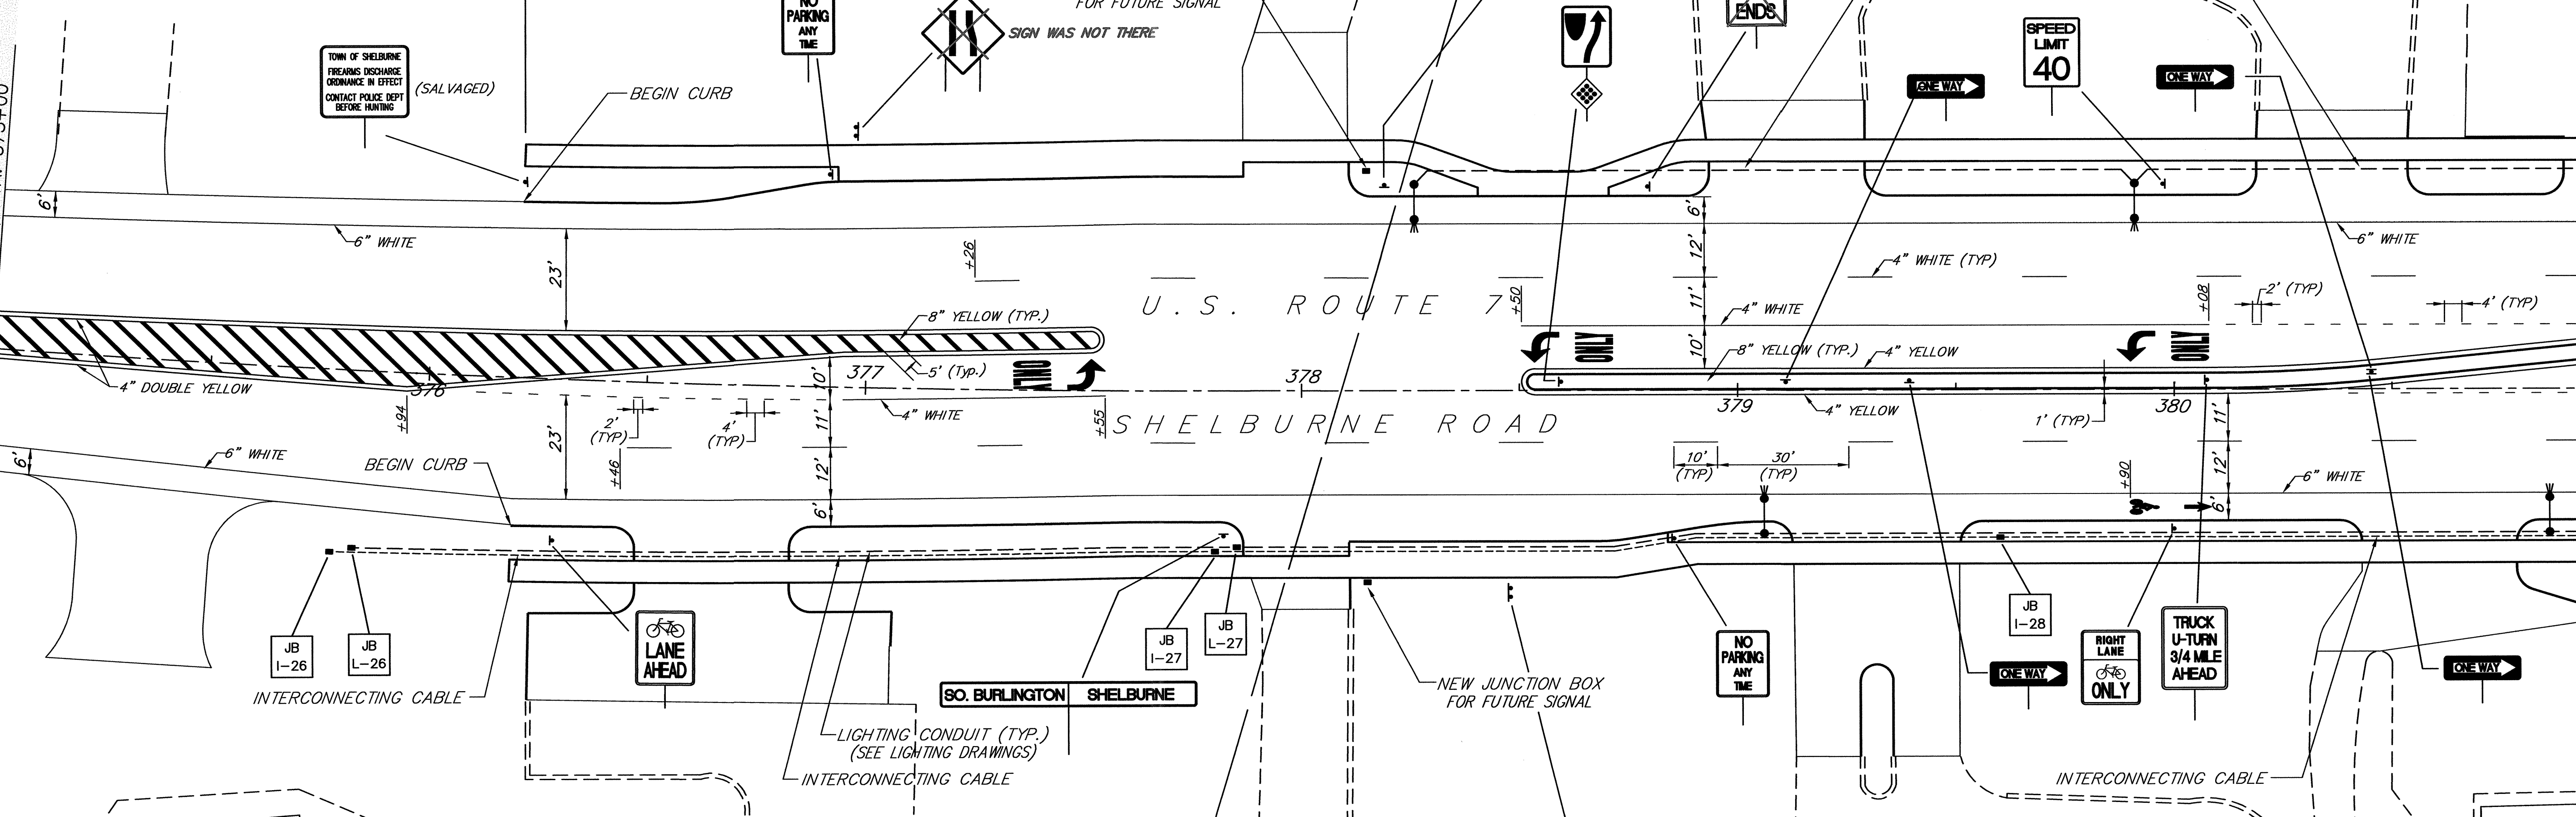 NO
PARKING
ANY
TIME
FOR FUTURE SIGNAL
SIGN WAS NOT THERE
ENDS
TOWN OF SHELBURNE
FIREARMS DISCHARGE
ORDINANCE IN EFFECT
CONTACT POLICE DEPT
BEFORE HUNTING
(SALVAGED)
BEGIN CURB
SPEED
LIMIT
40
ONE WAY
ONE WAY
6'
6" WHITE
23'
+26
6'
12'
11'
10'
4" WHITE (TYP)
6" WHITE
+08
2' (TYP)
4' (TYP)
U.S. ROUTE 7
+50
4" WHITE
8" YELLOW (TYP.)
ONLY
ONLY
8" YELLOW (TYP.)
4" YELLOW
ONLY
4" DOUBLE YELLOW
376
377
5' (Typ.)
378
379
380
+94
2'
(TYP)
4'
(TYP)
4" WHITE
10'
11'
12'
6'
+55
SHELBURNE ROAD
4" YELLOW
1' (TYP)
11'
12'
6'
6'
6" WHITE
BEGIN CURB
23'
+46
10'
(TYP)
30'
(TYP)
+90
6" WHITE
JB
I-26
JB
L-26
LANE
AHEAD
JB
I-27
JB
L-27
NO
PARKING
ANY
TIME
JB
I-28
RIGHT
LANE
ONLY
TRUCK
U-TURN
3/4 MILE
AHEAD
ONE WAY
ONE WAY
INTERCONNECTING CABLE
SO. BURLINGTON SHELBURNE
NEW JUNCTION BOX
FOR FUTURE SIGNAL
LIGHTING CONDUIT (TYP.)
(SEE LIGHTING DRAWINGS)
INTERCONNECTING CABLE
INTERCONNECTING CABLE